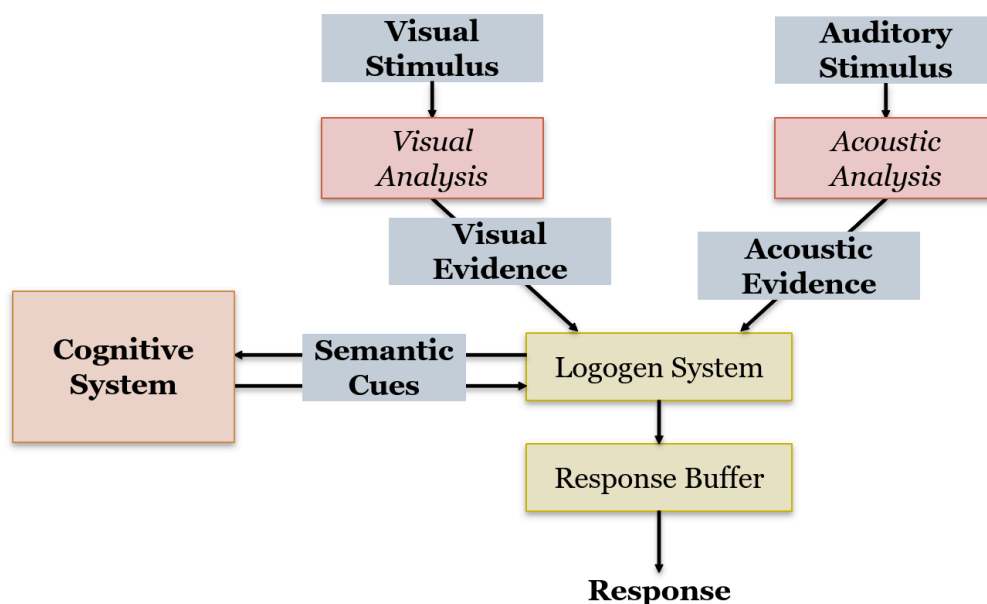 Visual
Stimulus
Auditory
Stimulus
Visual
Analysis
Acoustic
Analysis
Visual
Evidence
Acoustic
Evidence
Cognitive
System
Semantic
Cues
Logogen System
Response Buffer
Response